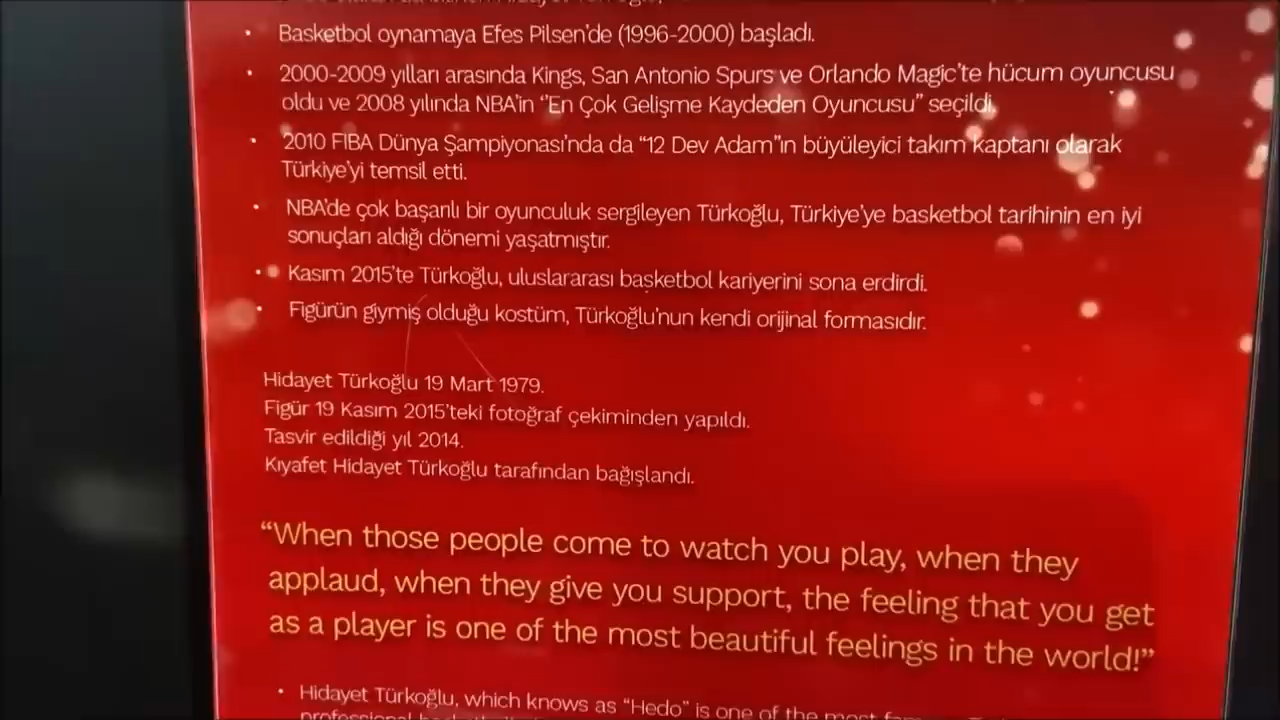 • Basketbol oynamaya Efes Pilsen'de (1996-2000) başladı.
• 2000-2009 yılları arasında Kings, San Antonio Spurs ve Orlando Magic'te hücum oyuncusu
oldu ve 2008 yılında NBA'in “En Çok Gelişme Kaydeden Oyuncusu” seçildi.
• 2010 FIBA Dünya Şampiyonası'nda da “12 Dev Adam”ın büyüleyici takım kaptanı olarak
Türkiye'yi temsil etti.
• NBA'de çok başarılı bir oyunculuk sergileyen Türkoğlu, Türkiye'ye basketbol tarihinin en iyi
sonuçları aldığı dönemi yaşatmıştır.
• Kasım 2015'te Türkoğlu, uluslararası basketbol kariyerini sona erdirdi.
• Figürün giymiş olduğu kostüm, Türkoğlu'nun kendi orijinal formasıdır.
Hidayet Türkoğlu 19 Mart 1979.
Figür 19 Kasım 2015'teki fotoğraf çekiminden yapıldı.
Tasvir edildiği yıl 2014.
Kıyafet Hidayet Türkoğlu tarafından bağışlandı.
“When those people come to watch you play, when they
applaud, when they give you support, the feeling that you get
as a player is one of the most beautiful feelings in the world!”
• Hidayet Türkoğlu, which knows as “Hedo” is one of the most
professional